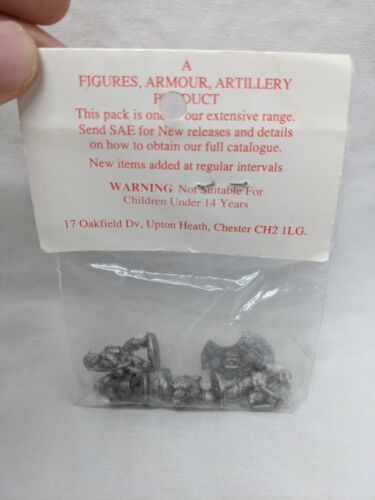 A
FIGURES, ARMOUR, ARTILLERY
PRODUCT
This pack is one of our extensive range.
Send SAE for New releases and details
on how to obtain our full catalogue.
New items added at regular intervals
WARNING Not Suitable For
Children Under 14 Years
17 Oakfield Dv, Upton Heath, Chester CH2 1LG.